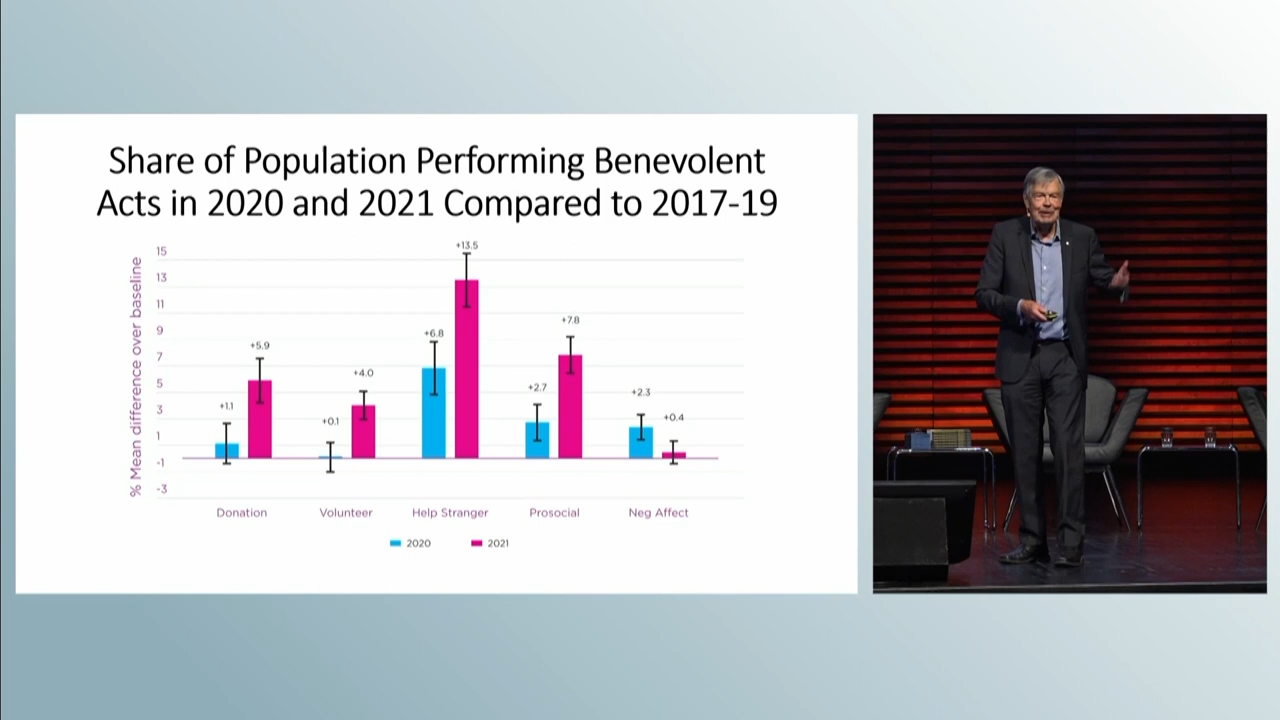 Share of Population Performing Benevolent
Acts in 2020 and 2021 Compared to 2017-19
% Mean difference over baseline
15
13
11
9
7
5
3
1
-1
-3
+1.1
+5.9
+0.1
+4.0
+6.8
+13.5
+2.7
+7.8
+2.3
+0.4
Donation
Volunteer
Help Stranger
Prosocial
Neg Affect
2020
2021